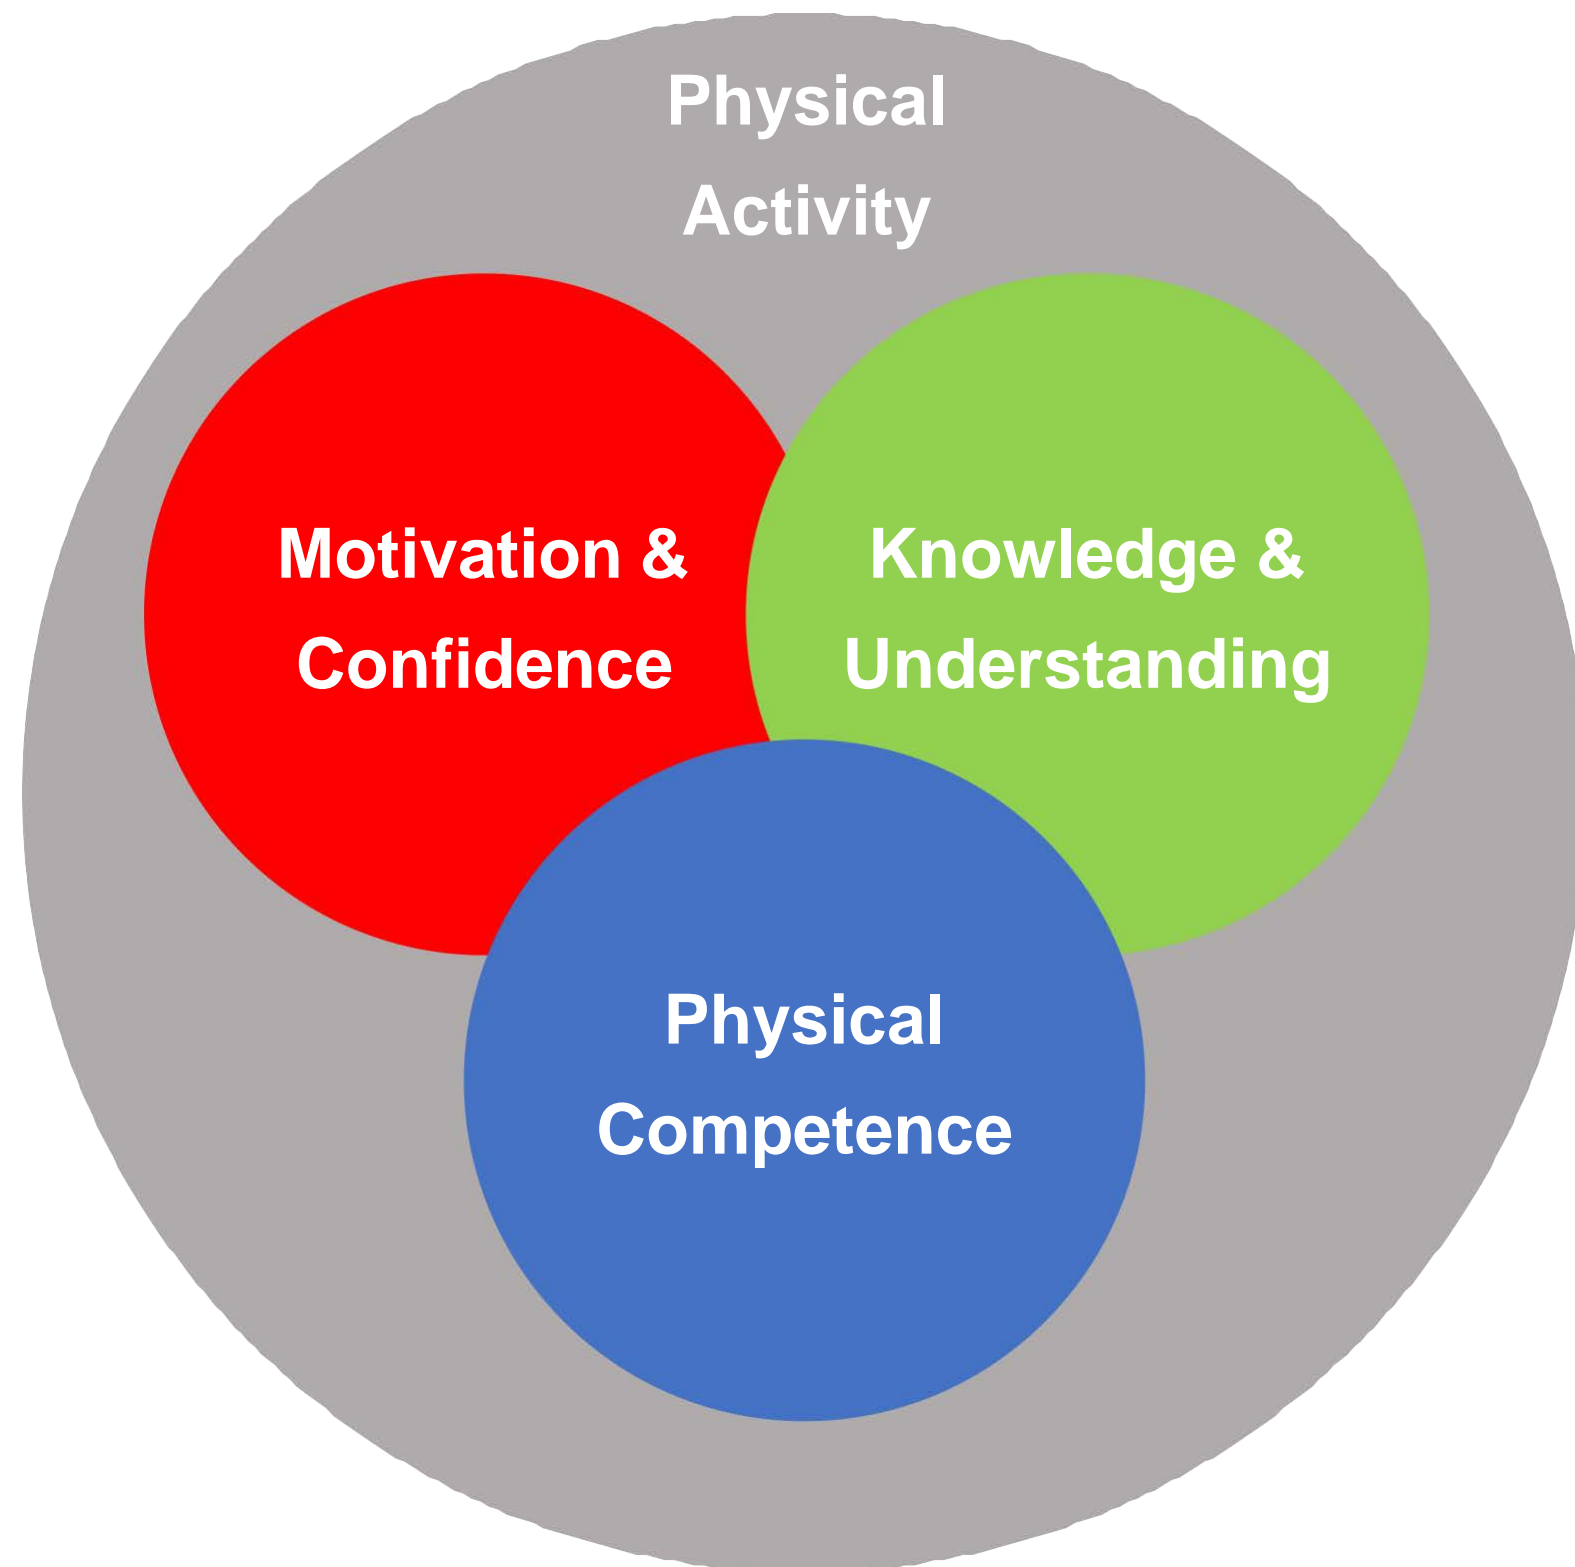 Physical
Activity
Motivation &
Confidence
Knowledge &
Understanding
Physical
Competence